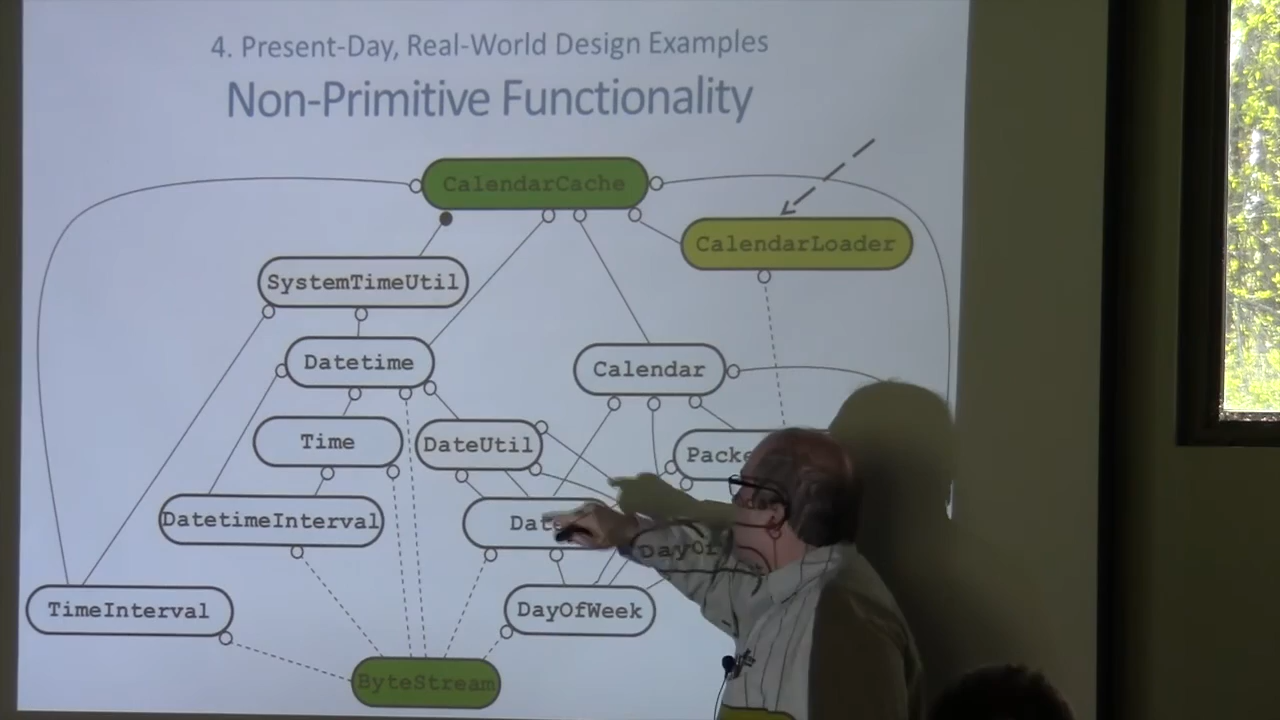 4. Present-Day, Real-World Design Examples
Non-Primitive Functionality
CalendarCache
CalendarLoader
SystemTimeUtil
Datetime
Calendar
Time
DateUtil
Packe
DatetimeInterval
Date
DayOf
TimeInterval
DayOfWeek
ByteStream